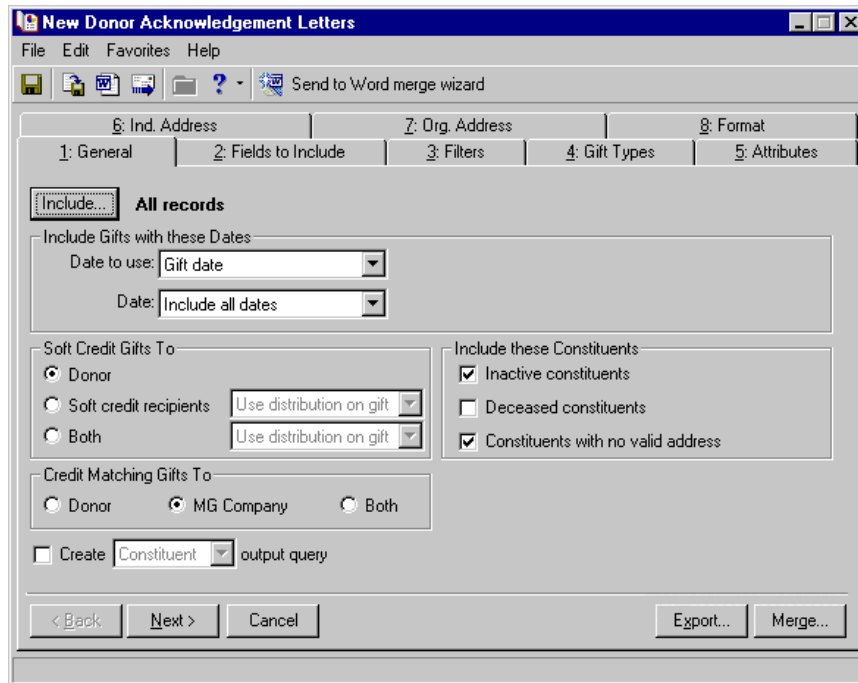 New Donor Acknowledgement Letters
File Edit Favorites Help
Send to Word merge wizard
6: Ind. Address 7: Org. Address 8: Format
1: General 2: Fields to Include 3: Filters 4: Gift Types 5: Attributes
Include... All records
Include Gifts with these Dates
Date to use: Gift date
Date: Include all dates
Soft Credit Gifts To
Donor
Soft credit recipients Use distribution on gift
Both Use distribution on gift
Include these Constituents
Inactive constituents
Deceased constituents
Constituents with no valid address
Credit Matching Gifts To
Donor MG Company Both
Create Constituent output query
< Back Next > Cancel Export... Merge...